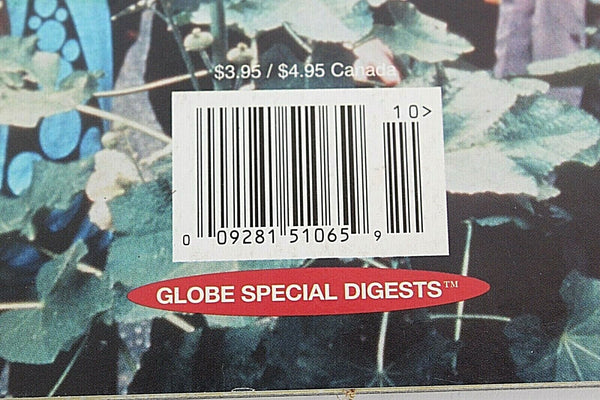 $3.95 / $4.95 Canada
10>
0 09281 51065 9
GLOBE SPECIAL DIGESTS™